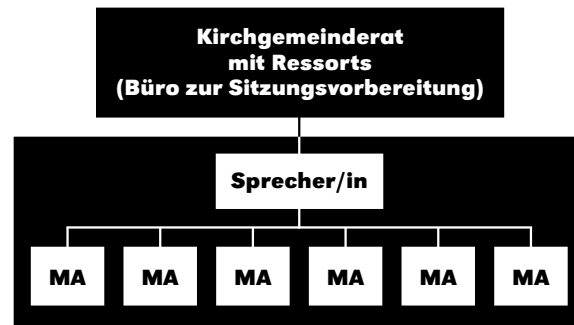 Kirchgemeinderat
mit Ressorts
(Büro zur Sitzungsvorbereitung)
Sprecher/in
MA MA MA MA MA MA